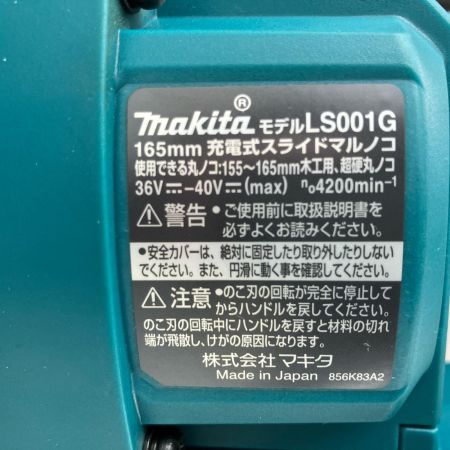 makita® モデルLS001G
165mm 充電式スライドマルノコ
使用できる丸ノコ:155～165mm木工用、超硬丸ノコ
36V⎓-40V⎓(max) n₀4200min⁻¹
⚠警告 •ご使用前に取扱説明書を
必ずよくお読みください。
•安全カバーは、絶対に固定したり取り外したりしない
でください。また、円滑に動く事を確認してください。
⚠注意 •のこ刃の回転が完全に停止して
からハンドルを戻してください。
のこ刃の回転中にハンドルを戻すと材料の切れ
端が飛散し、けがの原因になります。
株式会社マキタ
Made in Japan 856K83A2